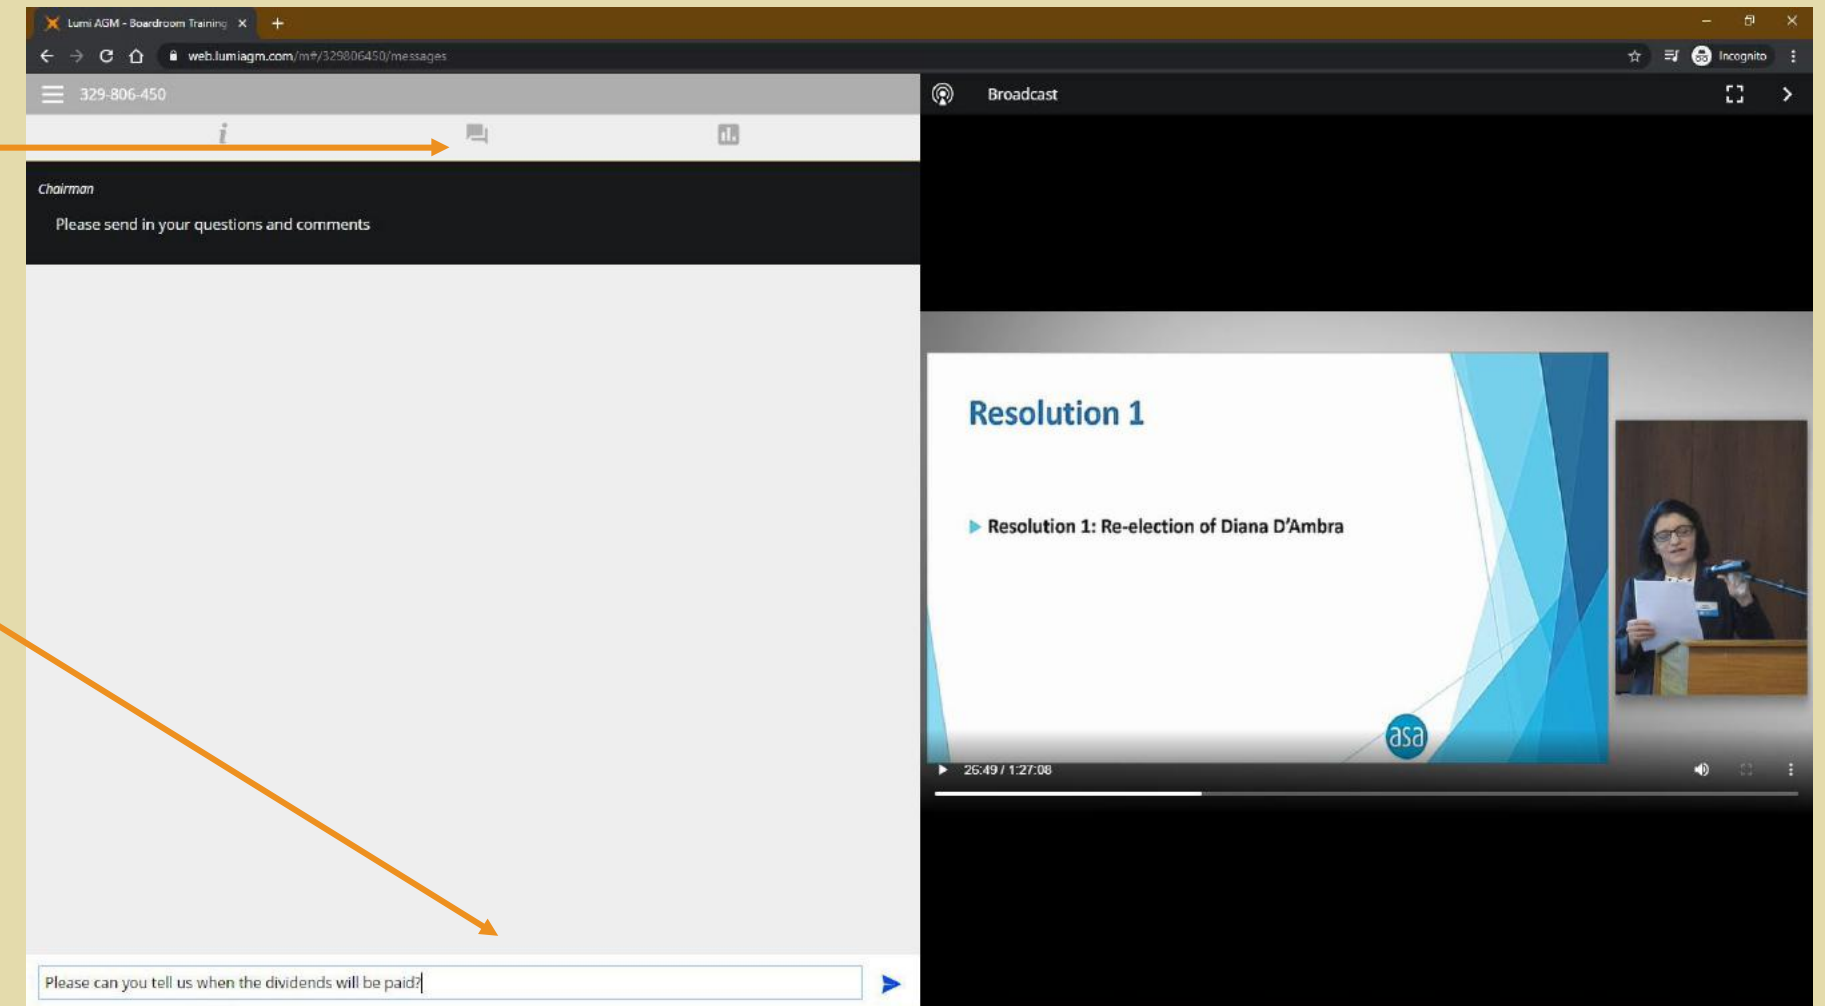 Lumi AGM - Boardroom Training
web.lumiagm.com/m#/329806450/messages
Incognito
329-806-450
i
Chairman
Please send in your questions and comments
Please can you tell us when the dividends will be paid?
Broadcast
Resolution 1
Resolution 1: Re-election of Diana D'Ambra
asa
26:49 / 1:27:08